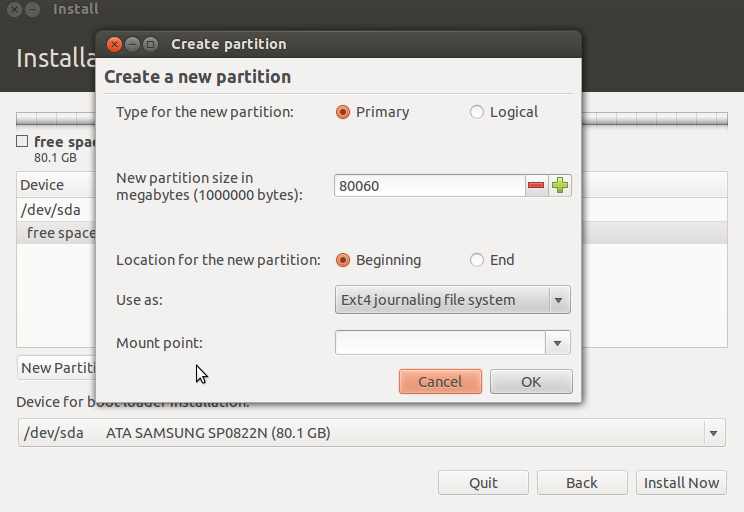 Install
Installa
Create partition
Create a new partition
Type for the new partition: Primary Logical
free spac
80.1 GB
New partition size in
megabytes (1000000 bytes): 80060
Device
/dev/sda
free space
Location for the new partition: Beginning End
Use as: Ext4 journaling file system
Mount point:
New Partiti
Cancel OK
Device for boot loader installation:
/dev/sda ATA SAMSUNG SP0822N (80.1 GB)
Quit Back Install Now